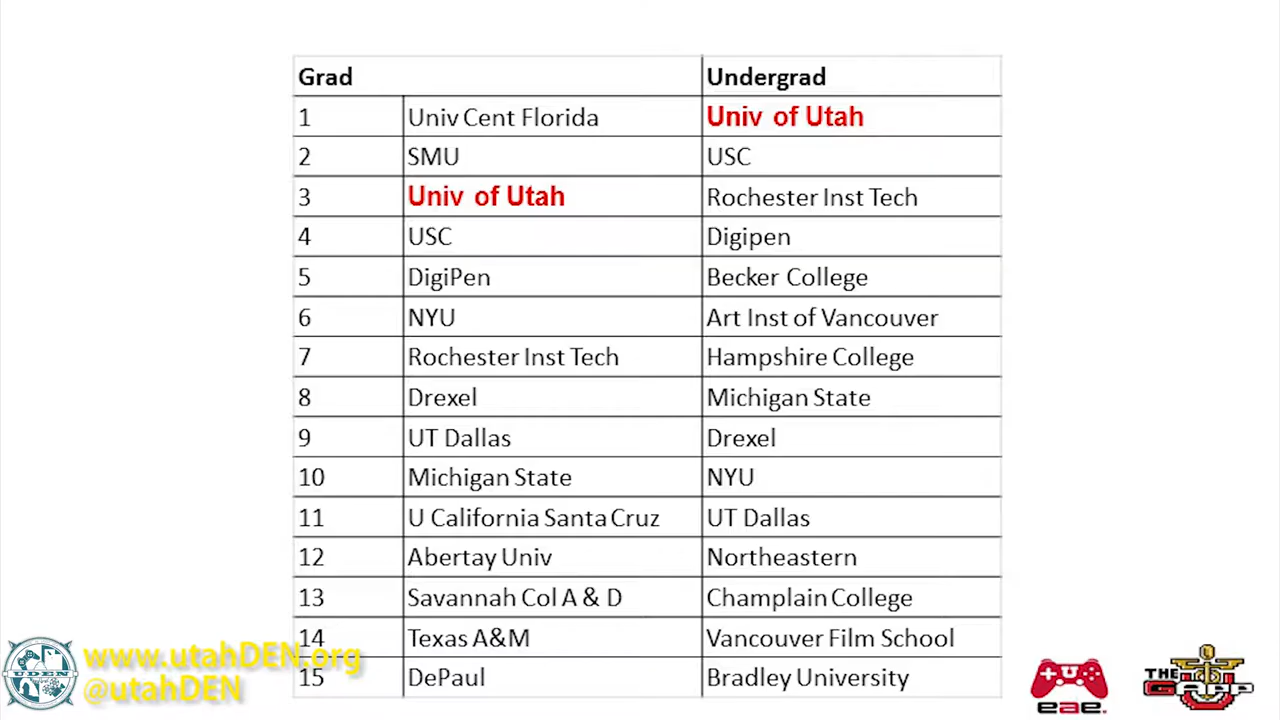 Grad Undergrad
1 Univ Cent Florida Univ of Utah
2 SMU USC
3 Univ of Utah Rochester Inst Tech
4 USC Digipen
5 DigiPen Becker College
6 NYU Art Inst of Vancouver
7 Rochester Inst Tech Hampshire College
8 Drexel Michigan State
9 UT Dallas Drexel
10 Michigan State NYU
11 U California Santa Cruz UT Dallas
12 Abertay Univ Northeastern
13 Savannah Col A & D Champlain College
14 Texas A&M Vancouver Film School
15 DePaul Bradley University
www.utahDEN.org
@utahDEN
UDEN
U
eae.
THE
GAPP